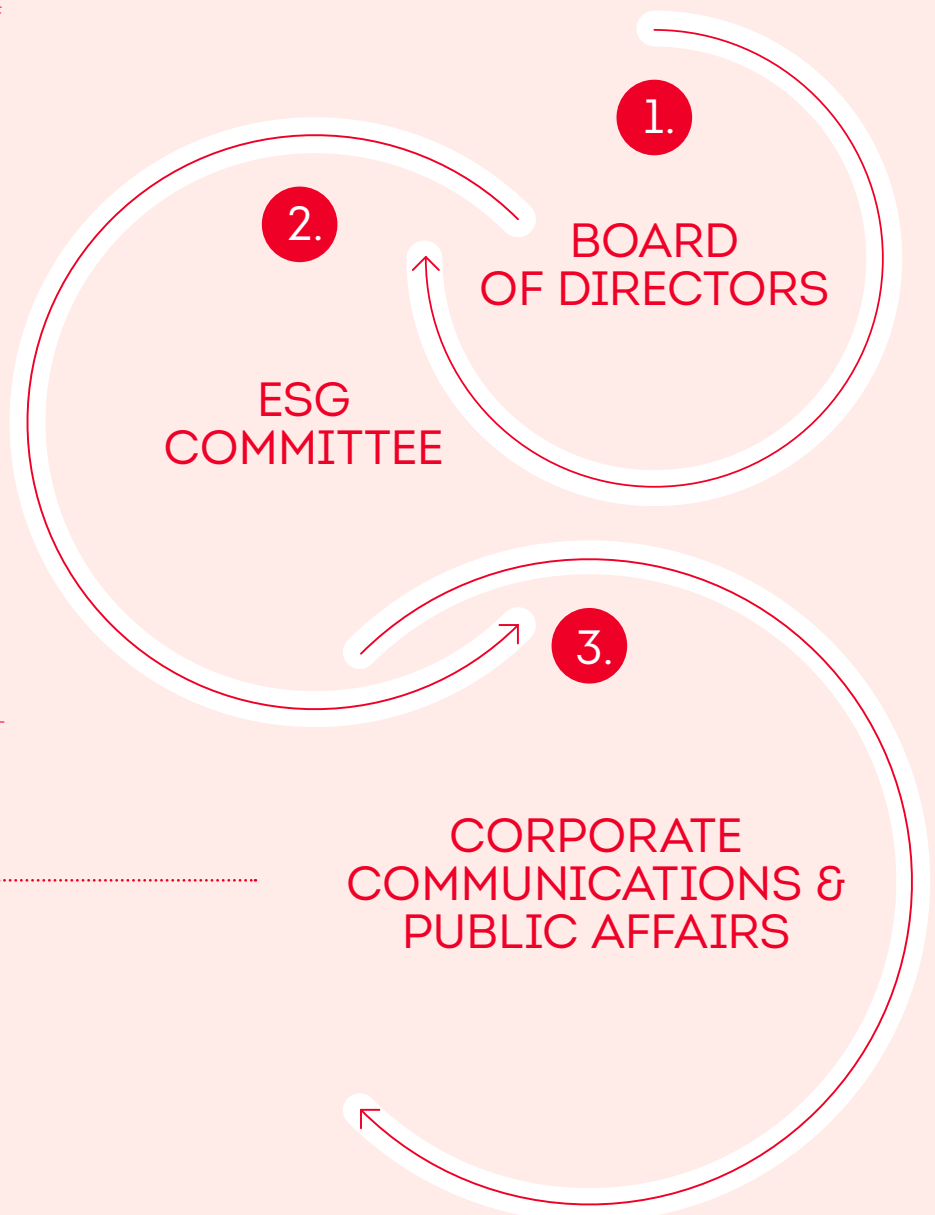 1.
BOARD
OF DIRECTORS
2.
ESG
COMMITTEE
3.
CORPORATE
COMMUNICATIONS &
PUBLIC AFFAIRS